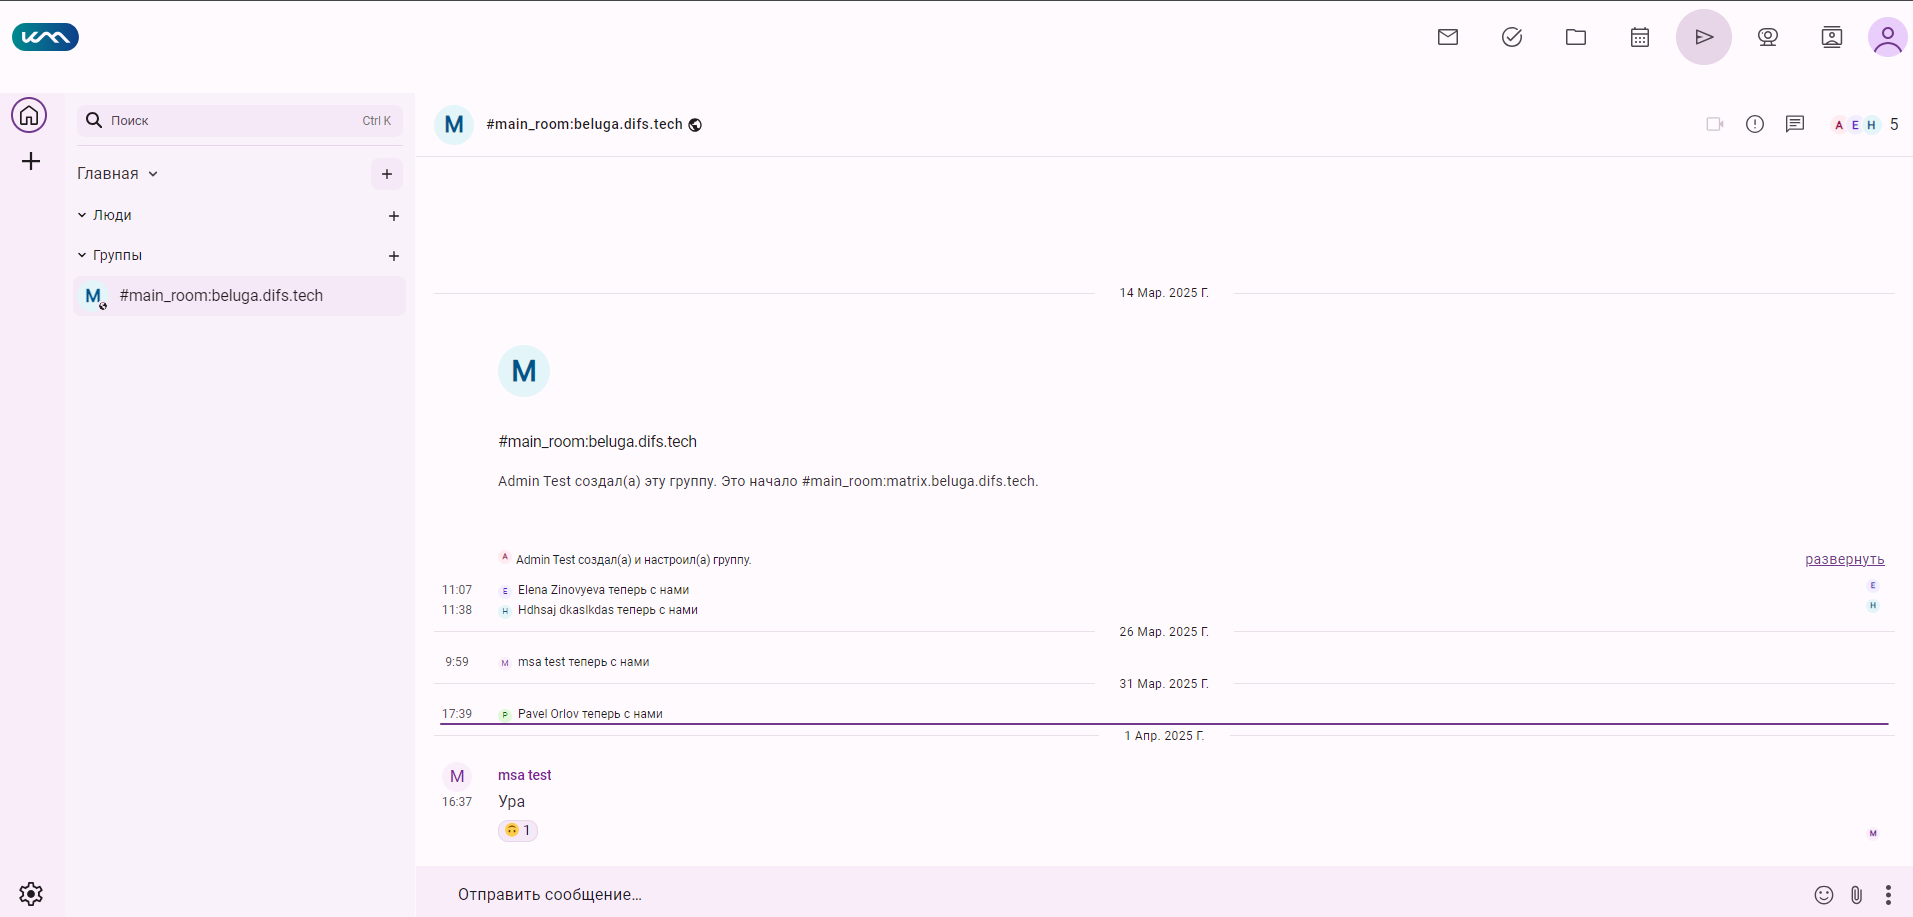 Поиск
Ctrl K
Главная
Люди
Группы
M
#main_room:beluga.difs.tech
M
#main_room:beluga.difs.tech
A E H 5
14 Мар. 2025 Г.
M
#main_room:beluga.difs.tech
Admin Test создал(а) эту группу. Это начало #main_room:matrix.beluga.difs.tech.
A Admin Test создал(а) и настроил(а) группу.
развернуть
11:07 E Elena Zinovyeva теперь с нами E
11:38 H Hdhsaj dkaslkdas теперь с нами H
26 Мар. 2025 Г.
9:59 M msa test теперь с нами
31 Мар. 2025 Г.
17:39 P Pavel Orlov теперь с нами
1 Апр. 2025 Г.
M msa test
16:37 Ура
🙃 1
M
Отправить сообщение…